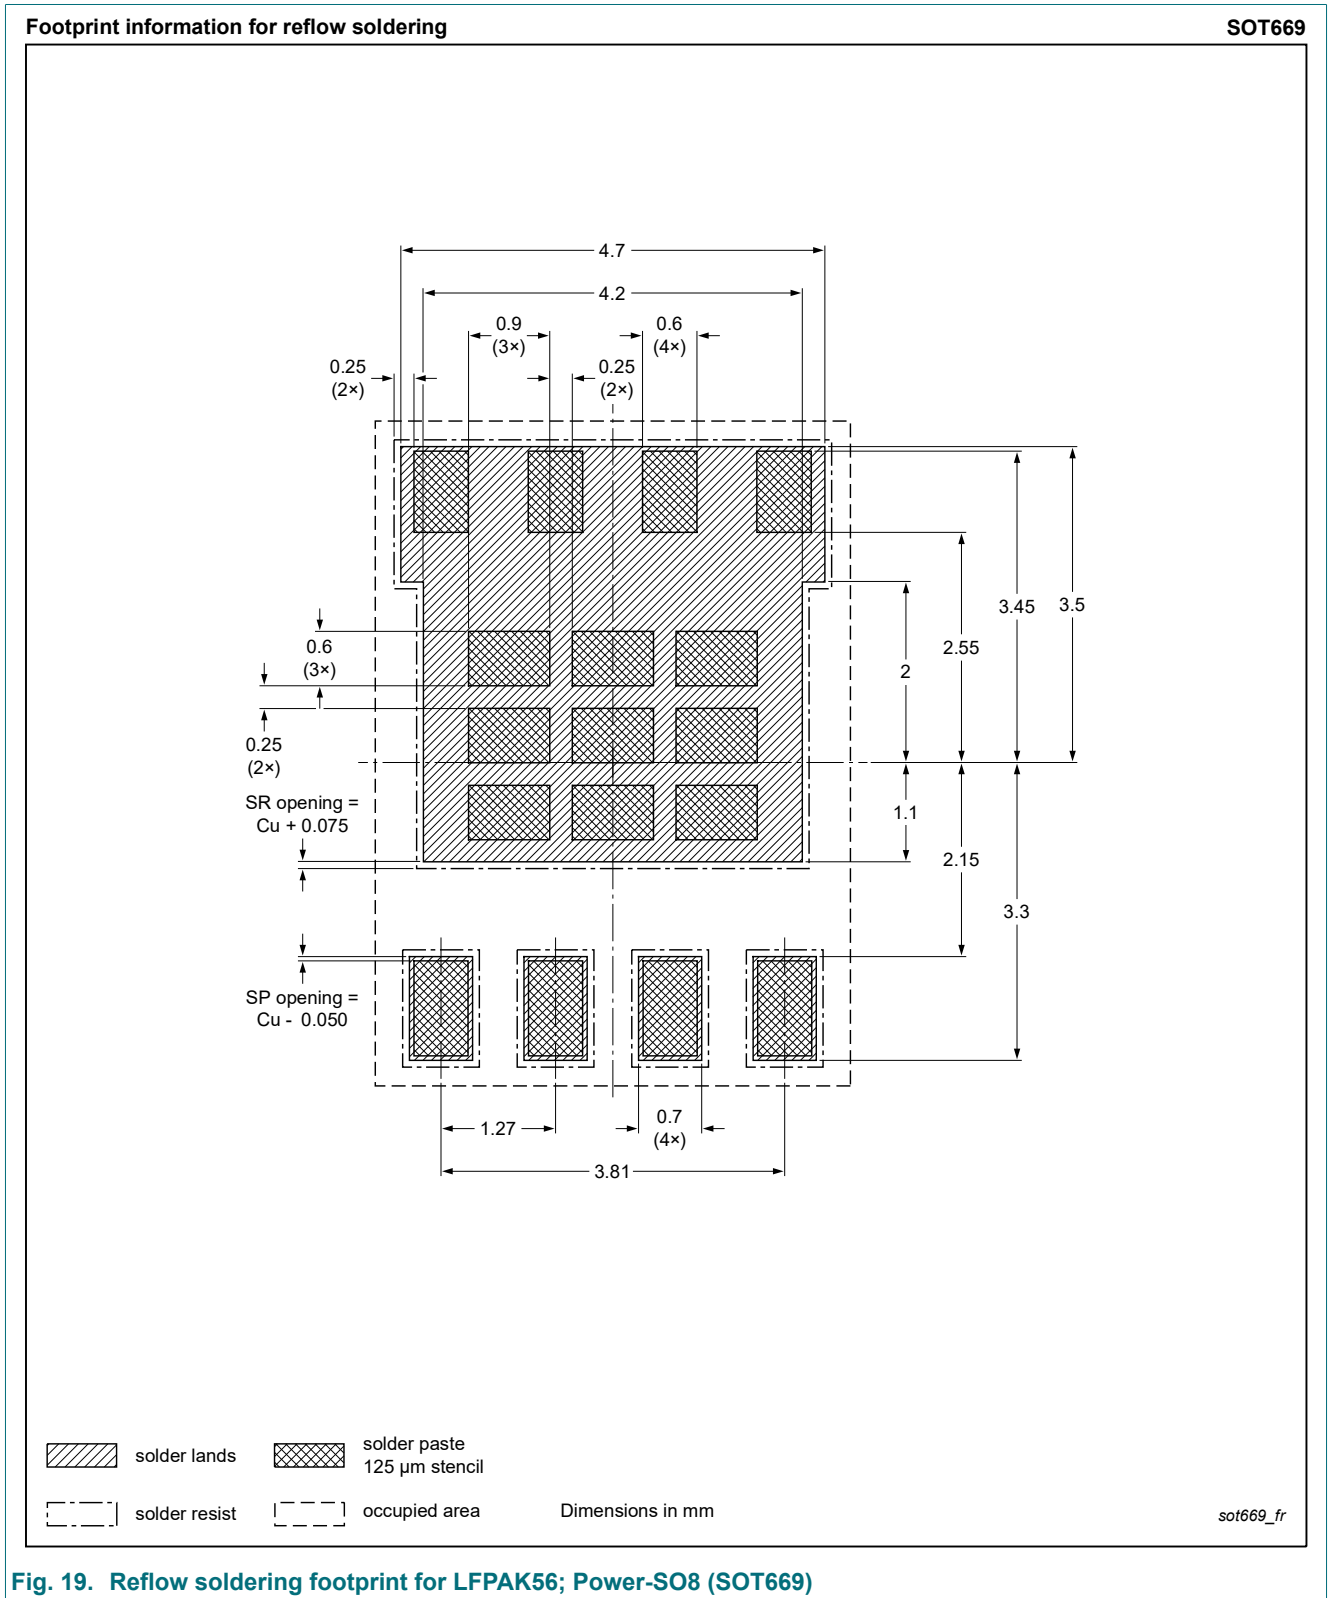 Footprint information for reflow soldering
SOT669
4.7
4.2
0.9
(3×)
0.6
(4×)
0.25
(2×)
0.25
(2×)
0.6
(3×)
3.45
3.5
2.55
2
0.25
(2×)
SR opening =
Cu + 0.075
1.1
2.15
3.3
SP opening =
Cu - 0.050
1.27
0.7
(4×)
3.81
solder lands
solder paste
125 µm stencil
solder resist
occupied area
Dimensions in mm
sot669_fr
Fig. 19. Reflow soldering footprint for LFPAK56; Power-SO8 (SOT669)